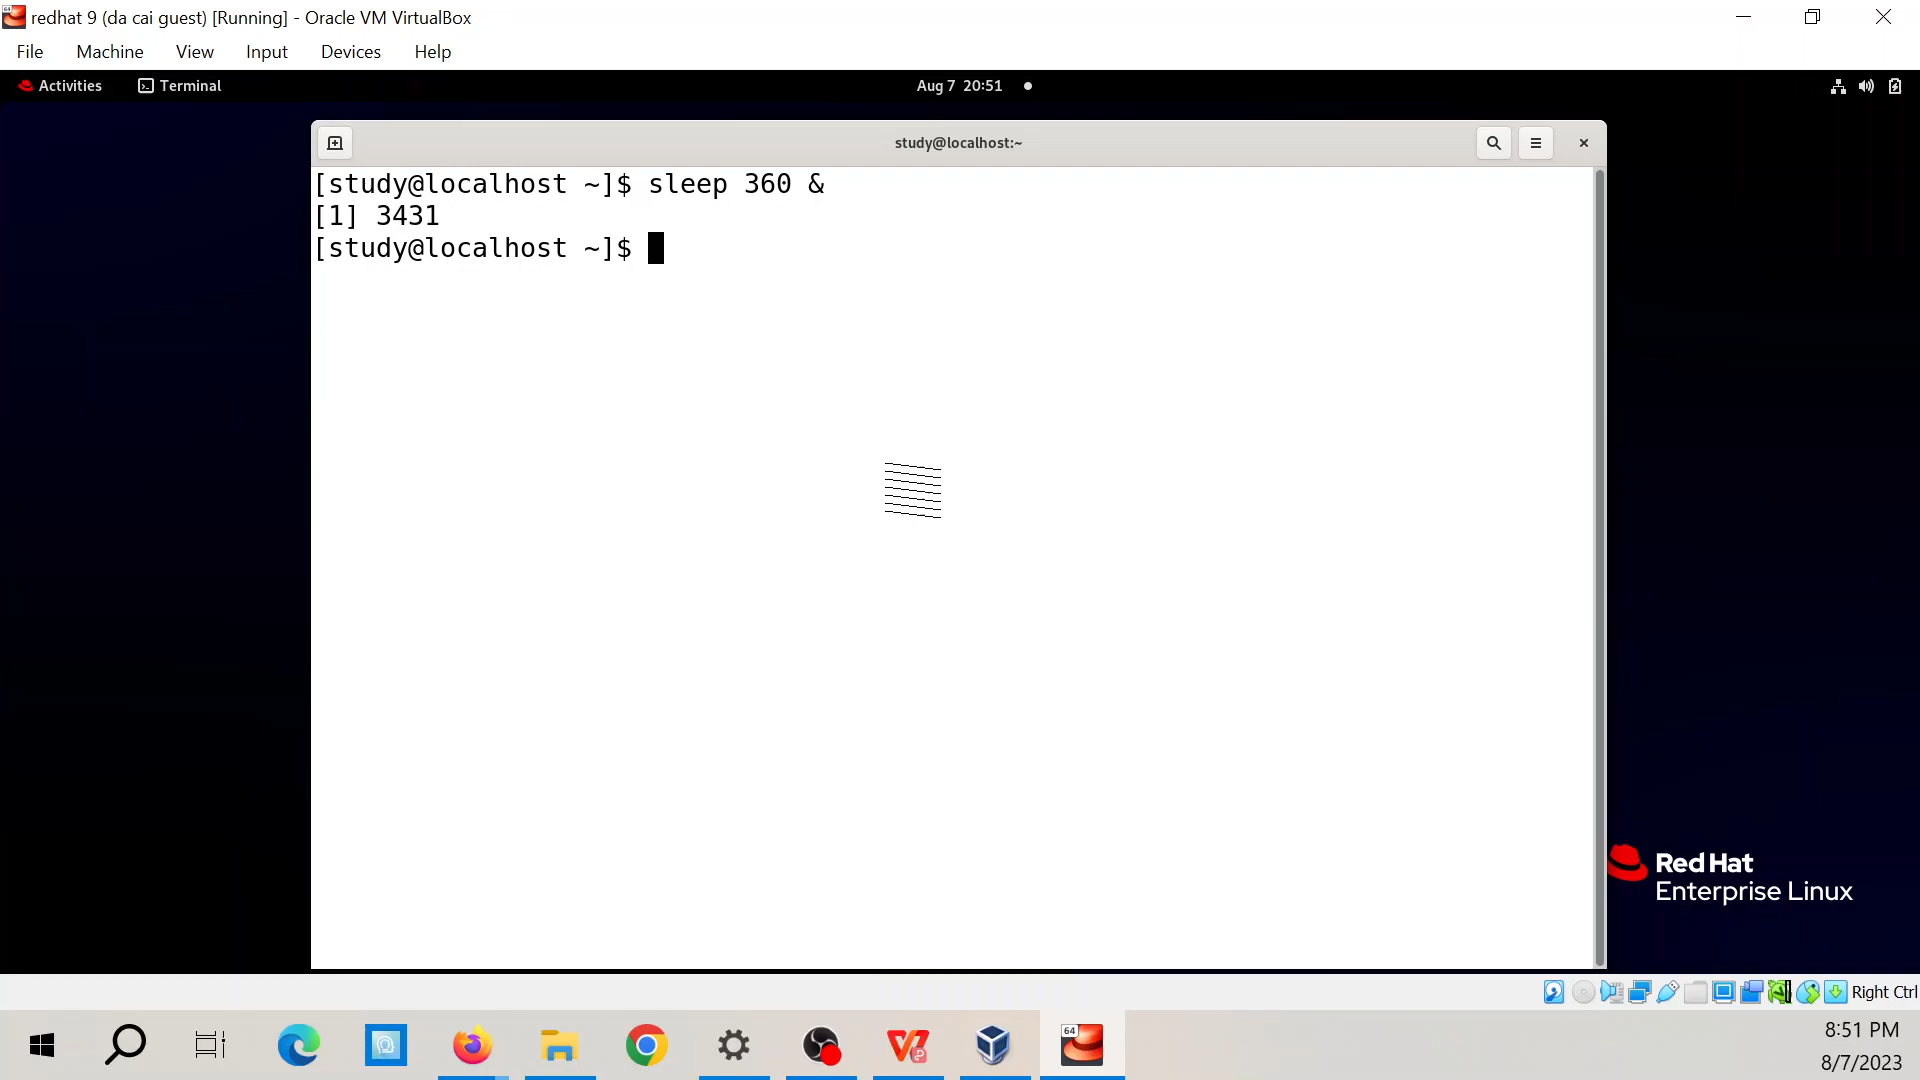 redhat 9 (da cai guest) [Running] - Oracle VM VirtualBox
File Machine View Input Devices Help
Activities Terminal Aug 7 20:51
study@localhost:~
[study@localhost ~]$ sleep 360 &
[1] 3431
[study@localhost ~]$
Red Hat
Enterprise Linux
Right Ctrl
64
8:51 PM
8/7/2023